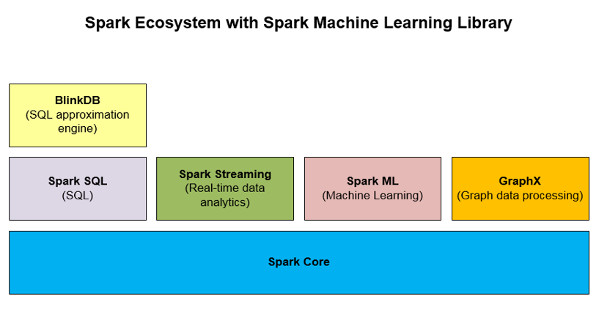 Spark Ecosystem with Spark Machine Learning Library
BlinkDB
(SQL approximation
engine)
Spark SQL
(SQL)
Spark Streaming
(Real-time data
analytics)
Spark ML
(Machine Learning)
GraphX
(Graph data processing)
Spark Core